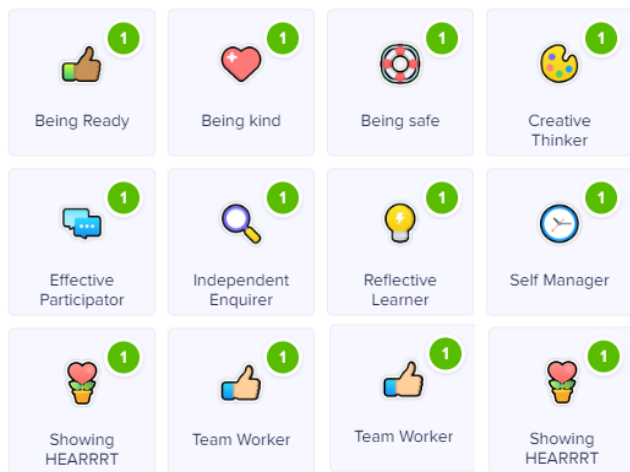 1
1
1
1
Being Ready
Being kind
Being safe
Creative
Thinker
1
1
1
1
Effective
Participator
Independent
Enquirer
Reflective
Learner
Self Manager
1
1
1
1
Showing
HEARRRT
Team Worker
Team Worker
Showing
HEARRRT